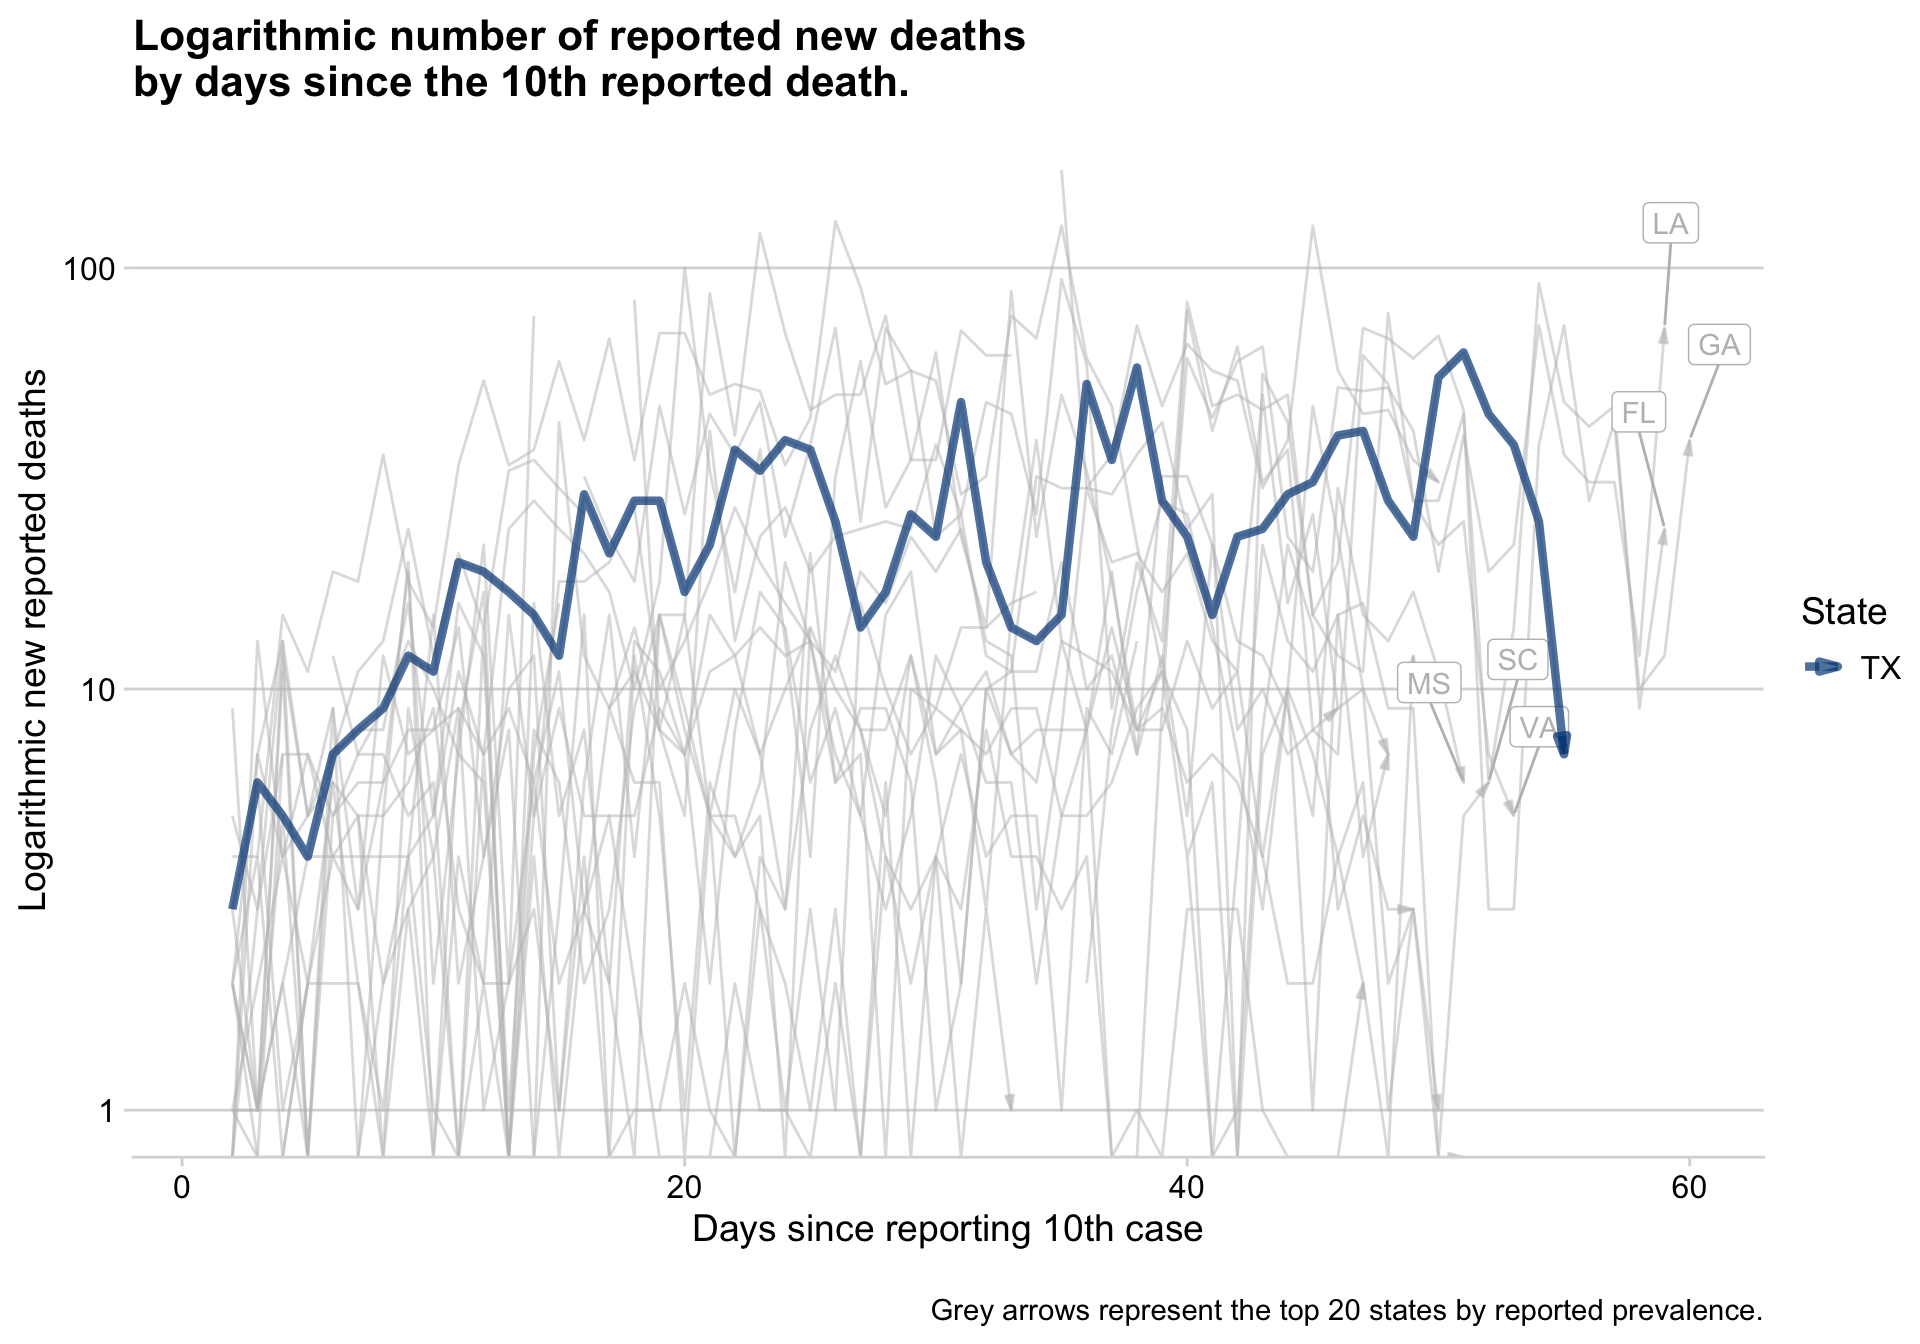 Logarithmic number of reported new deaths
by days since the 10th reported death.
Logarithmic new reported deaths
100
10
1
LA
GA
FL
SC
MS
VA
State
TX
0 20 40 60
Days since reporting 10th case
Grey arrows represent the top 20 states by reported prevalence.